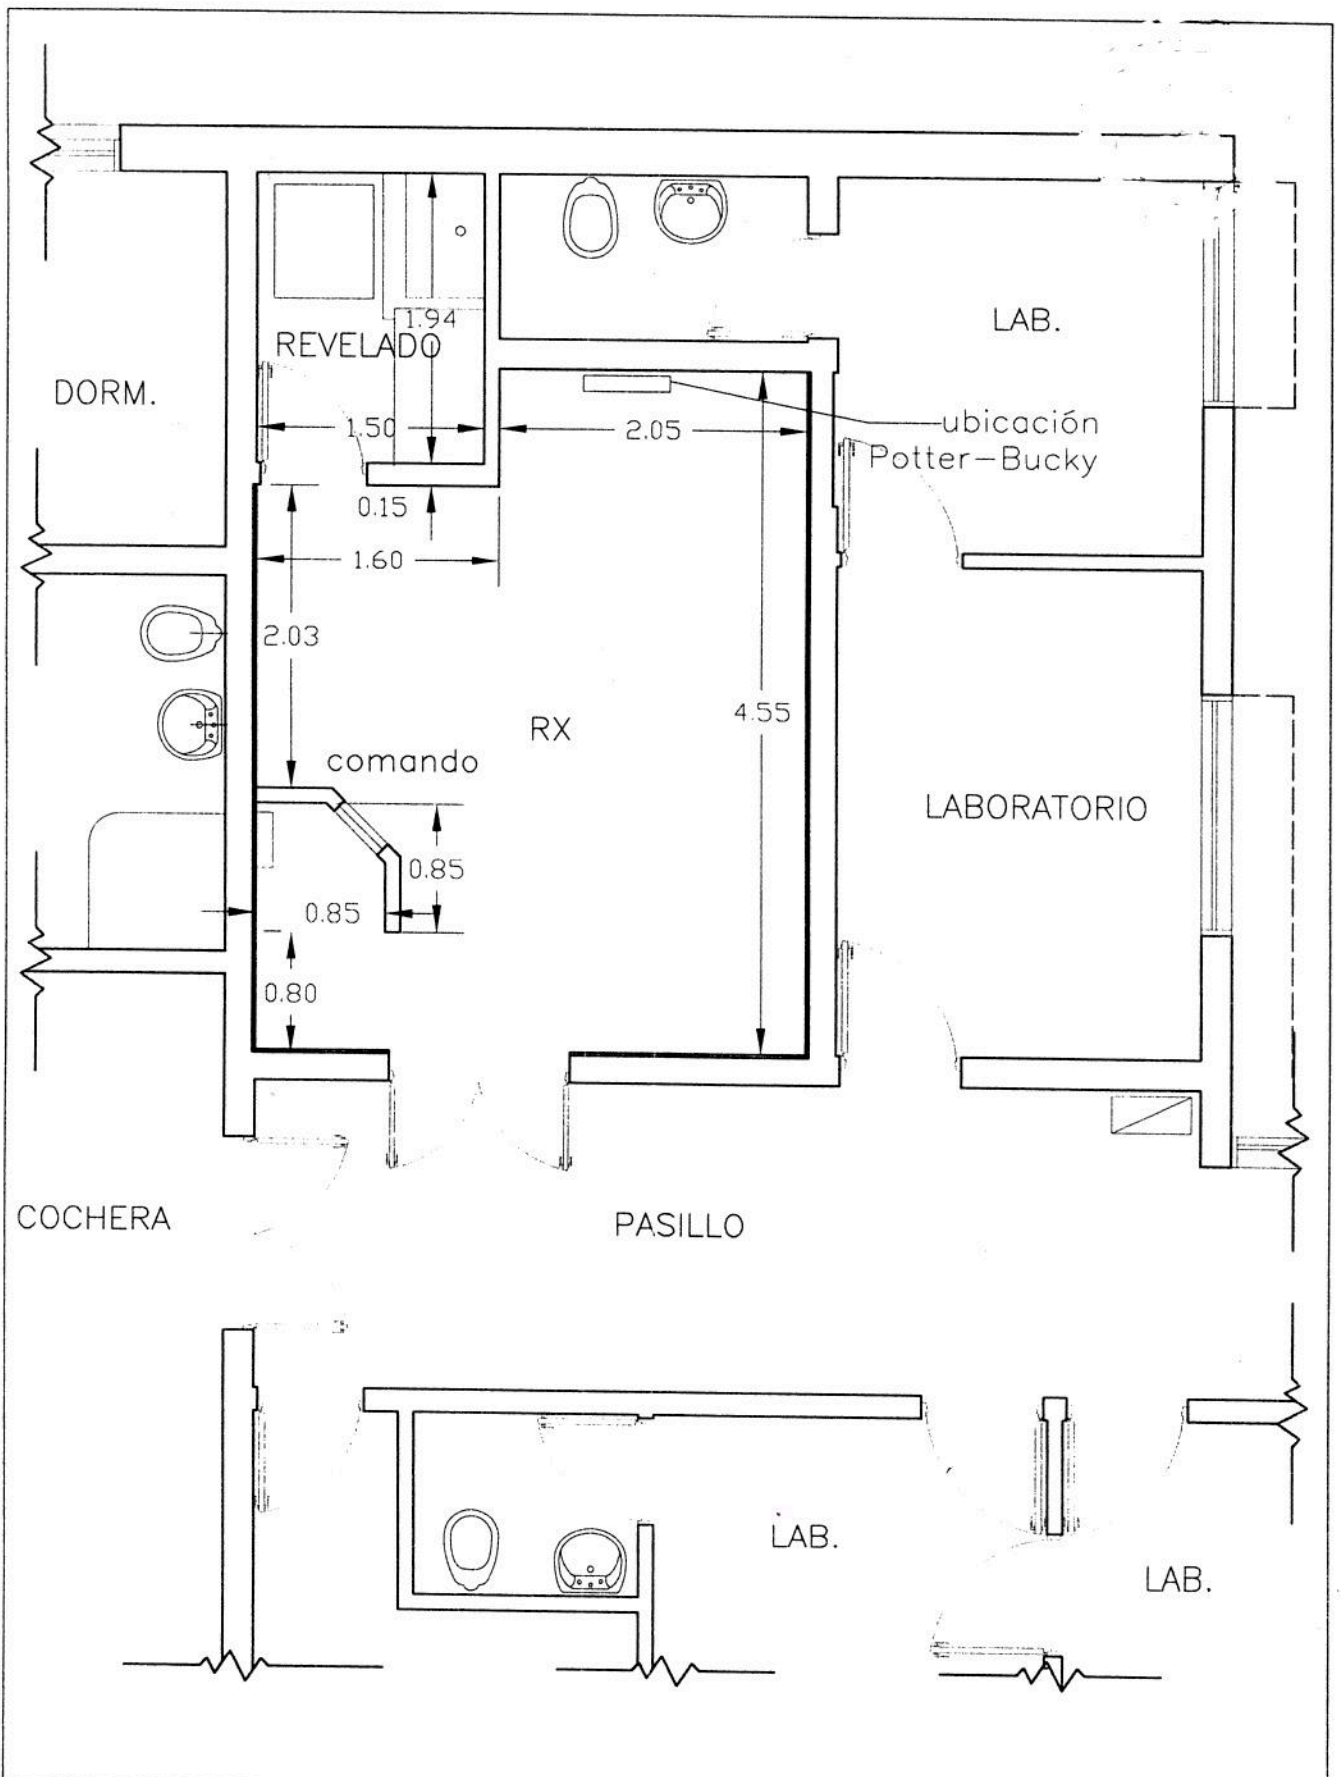 1.94
LAB.
REVELADO
DORM.
1.50
2.05
ubicación
Potter-Bucky
0.15
1.60
2.03
4.55
RX
comando
LABORATORIO
0.85
0.85
0.80
COCHERA
PASILLO
LAB.
LAB.